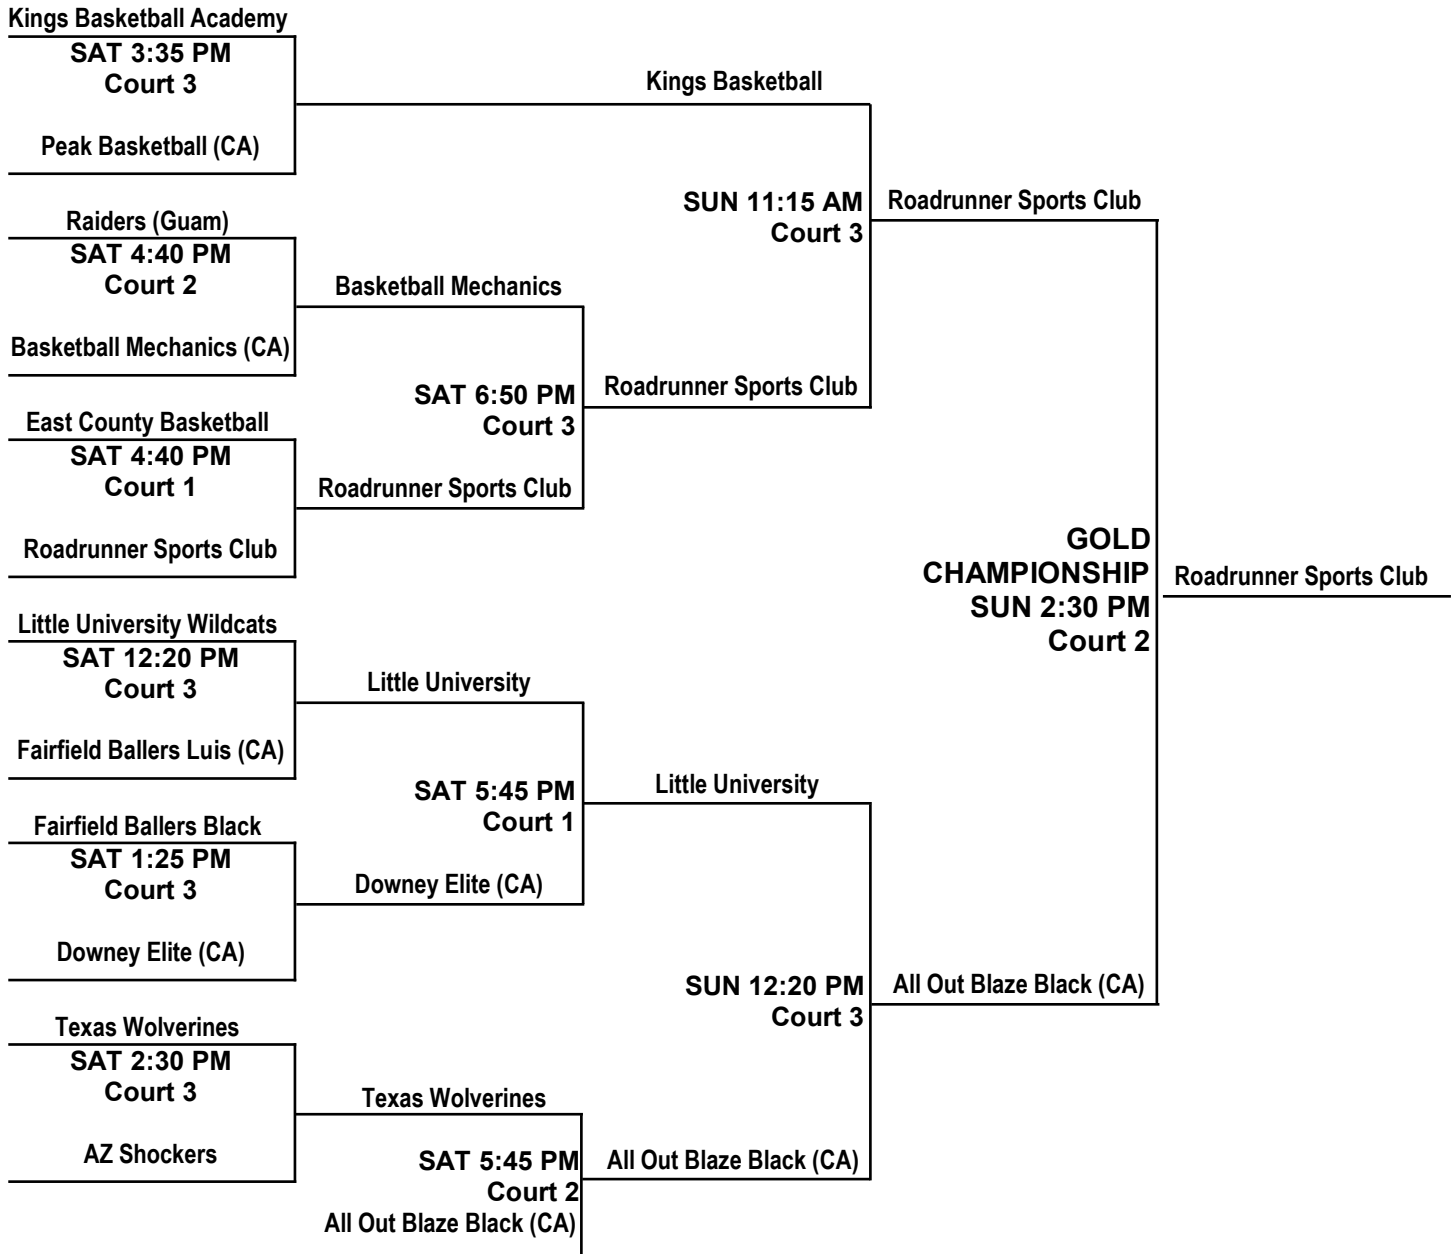 Kings Basketball Academy
SAT 3:35 PM
Court 3
Kings Basketball
Peak Basketball (CA)
SUN 11:15 AM
Court 3
Roadrunner Sports Club
Raiders (Guam)
SAT 4:40 PM
Court 2
Basketball Mechanics
Basketball Mechanics (CA)
SAT 6:50 PM
Court 3
Roadrunner Sports Club
East County Basketball
SAT 4:40 PM
Court 1
Roadrunner Sports Club
Roadrunner Sports Club
GOLD
CHAMPIONSHIP
SUN 2:30 PM
Court 2
Roadrunner Sports Club
Little University Wildcats
SAT 12:20 PM
Court 3
Little University
Fairfield Ballers Luis (CA)
SAT 5:45 PM
Court 1
Little University
Fairfield Ballers Black
SAT 1:25 PM
Court 3
Downey Elite (CA)
Downey Elite (CA)
SUN 12:20 PM
Court 3
All Out Blaze Black (CA)
Texas Wolverines
SAT 2:30 PM
Court 3
Texas Wolverines
AZ Shockers
SAT 5:45 PM
Court 2
All Out Blaze Black (CA)
All Out Blaze Black (CA)